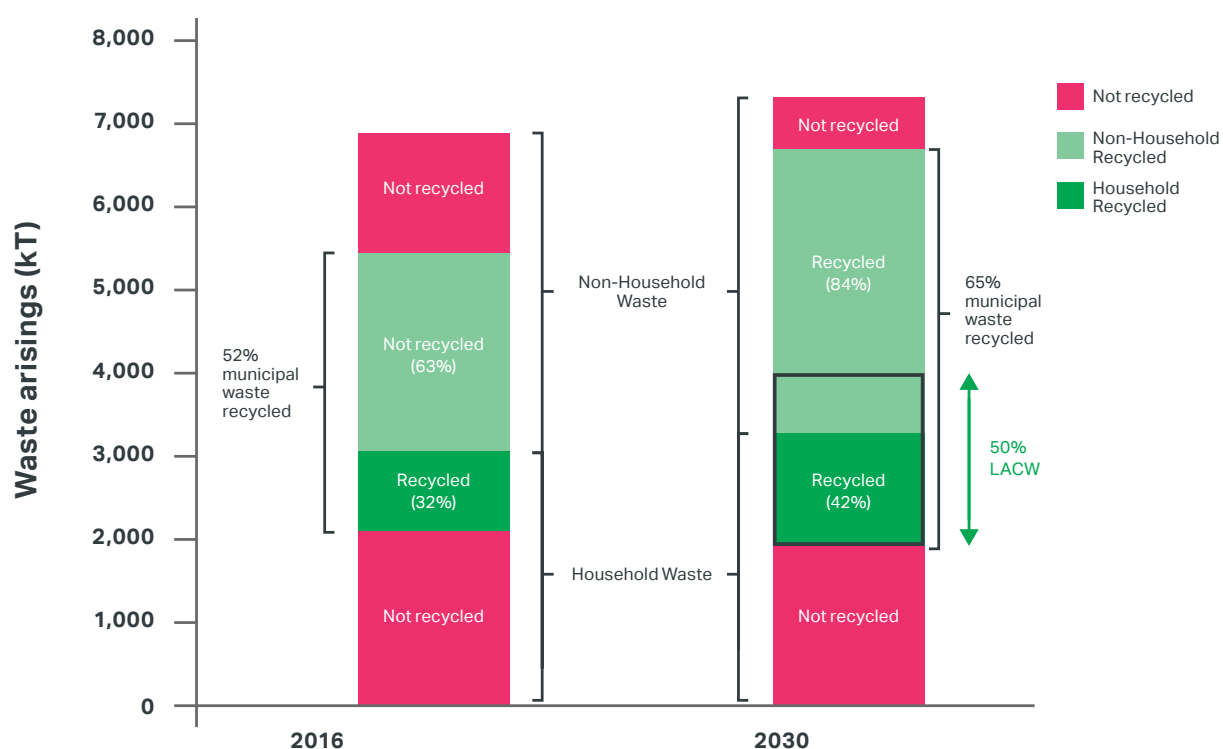 Waste arisings (kT)
8,000
7,000
6,000
5,000
4,000
3,000
2,000
1,000
0
52%
municipal
waste
recycled
Not recycled
Not recycled
(63%)
Recycled
(32%)
Not recycled
2016
Non-Household
Waste
Household Waste
Not recycled
Recycled
(84%)
Recycled
(42%)
Not recycled
2030
65%
municipal
waste
recycled
50%
LACW
Not recycled
Non-Household
Recycled
Household
Recycled